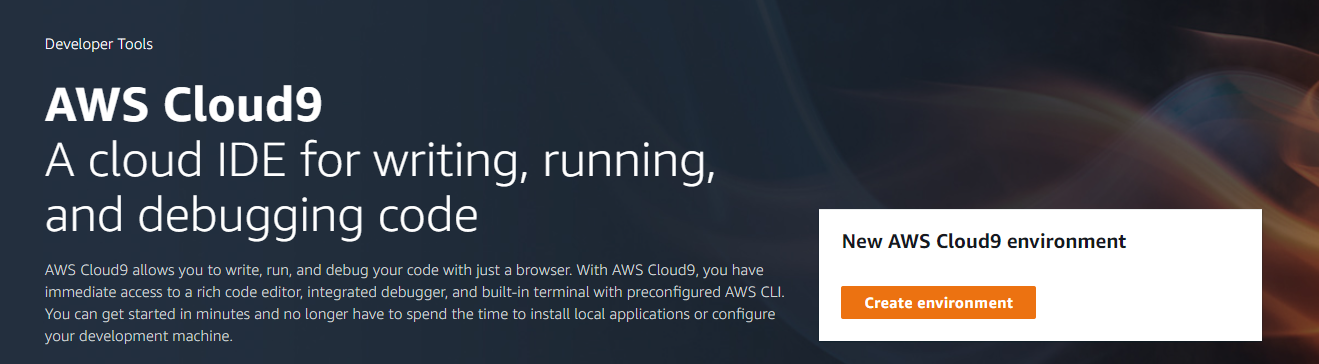 Developer Tools
AWS Cloud9
A cloud IDE for writing, running,
and debugging code
AWS Cloud9 allows you to write, run, and debug your code with just a browser. With AWS Cloud9, you have
immediate access to a rich code editor, integrated debugger, and built-in terminal with preconfigured AWS CLI.
You can get started in minutes and no longer have to spend the time to install local applications or configure
your development machine.
New AWS Cloud9 environment
Create environment